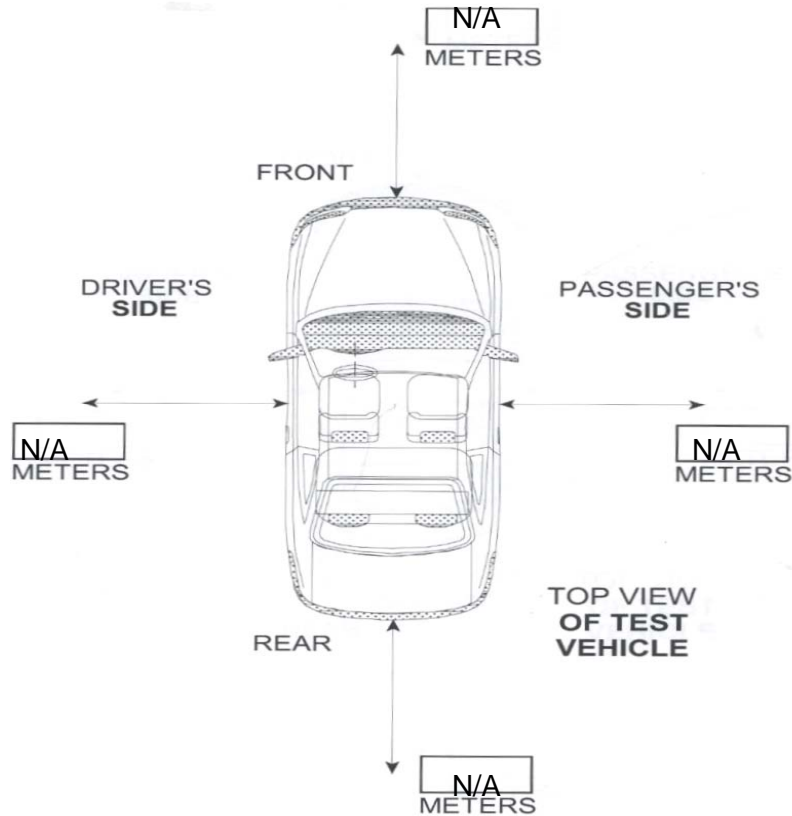 N/A
METERS
FRONT
DRIVER'S
SIDE
PASSENGER'S
SIDE
N/A
METERS
N/A
METERS
TOP VIEW
OF TEST
VEHICLE
REAR
N/A
METERS